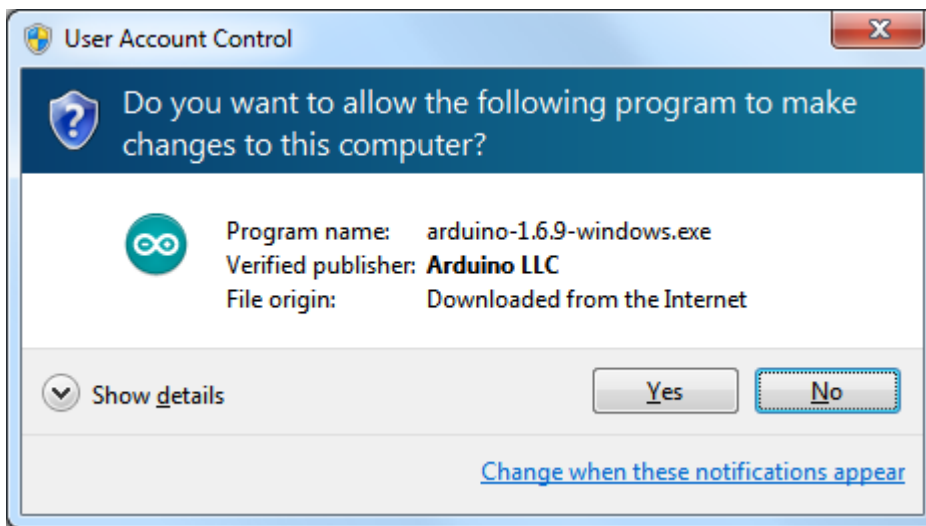 User Account Control
Do you want to allow the following program to make
changes to this computer?
Program name: arduino-1.6.9-windows.exe
Verified publisher: Arduino LLC
File origin: Downloaded from the Internet
Show details
Yes
No
Change when these notifications appear